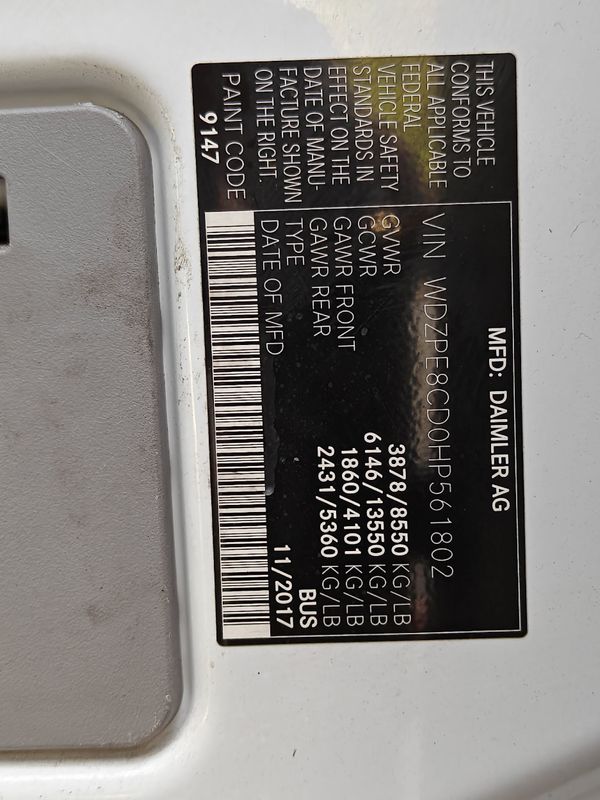 MFD: DAIMLER AG
THIS VEHICLE
CONFORMS TO
ALL APPLICABLE
FEDERAL
VEHICLE SAFETY
STANDARDS IN
EFFECT ON THE
DATE OF MANU-
FACTURE SHOWN
ON THE RIGHT.
PAINT CODE
9147
VIN WDZPE8CD0HP561802
GVWR 3878/8550 KG/LB
GCWR 6146/13550 KG/LB
GAWR FRONT 1860/4101 KG/LB
GAWR REAR 2431/5360 KG/LB
TYPE BUS
DATE OF MFD 11/2017